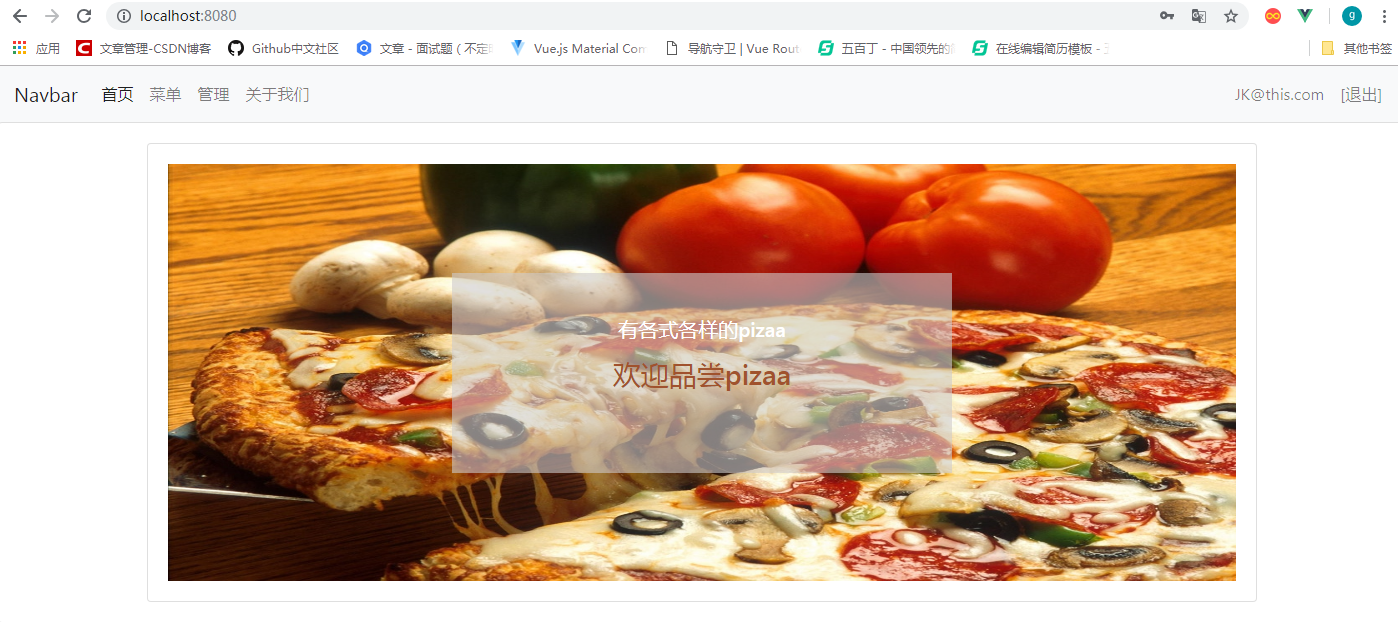 localhost:8080
g
应用 文章管理-CSDN博客 Github中文社区 文章 - 面试题 ( 不定 Vue.js Material Con 导航守卫 | Vue Rout 五百丁 - 中国领先的 在线编辑简历模板 - 其他书签
Navbar 首页 菜单 管理 关于我们 JK@this.com [退出]
有各式各样的pizaa
欢迎品尝pizaa